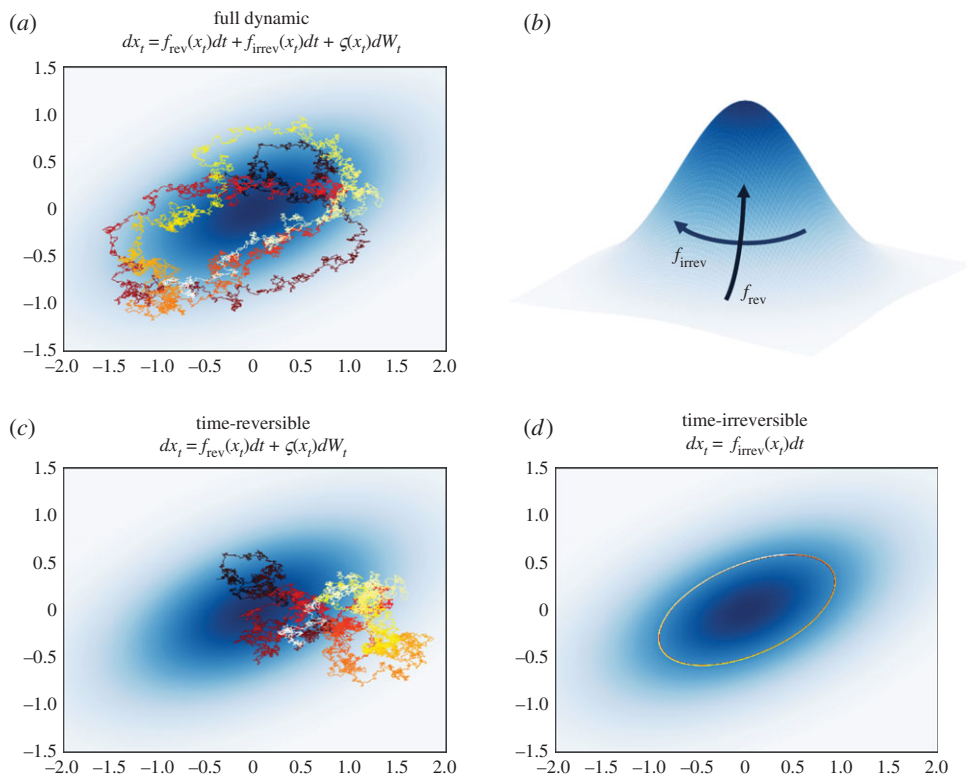 (a)
full dynamic
dx_t = f_rev(x_t)dt + f_irrev(x_t)dt + ς(x_t)dW_t
1.5
1.0
0.5
0
–0.5
–1.0
–1.5
–2.0 –1.5 –1.0 –0.5 0 0.5 1.0 1.5 2.0
(b)
f_irrev
f_rev
(c)
time-reversible
dx_t = f_rev(x_t)dt + ς(x_t)dW_t
1.5
1.0
0.5
0
–0.5
–1.0
–1.5
–2.0 –1.5 –1.0 –0.5 0 0.5 1.0 1.5 2.0
(d)
time-irreversible
dx_t = f_irrev(x_t)dt
1.5
1.0
0.5
0
–0.5
–1.0
–1.5
–2.0 –1.5 –1.0 –0.5 0 0.5 1.0 1.5 2.0